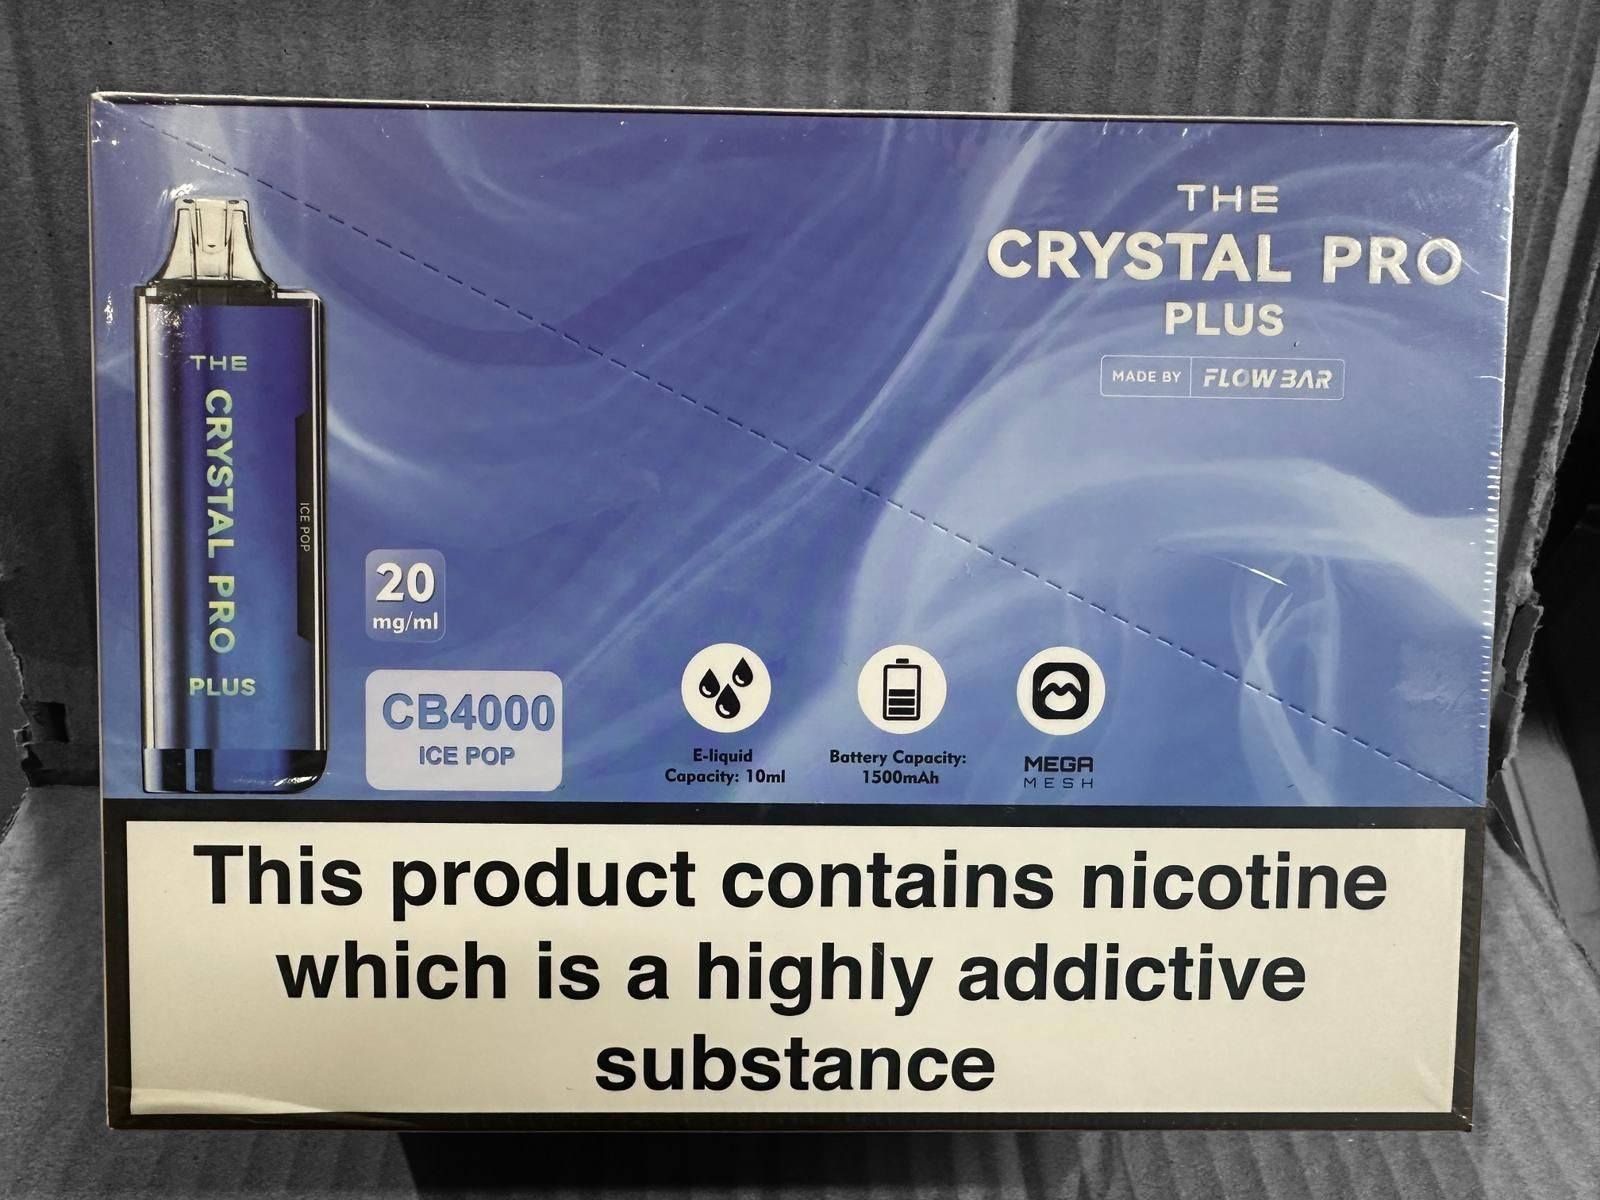 THE
CRYSTAL PRO
PLUS
MADE BY FLOW BAR
THE
CRYSTAL PRO
PLUS
ICE POP
20
mg/ml
CB4000
ICE POP
E-liquid
Capacity: 10ml
Battery Capacity:
1500mAh
MEGA
MESH
This product contains nicotine
which is a highly addictive
substance